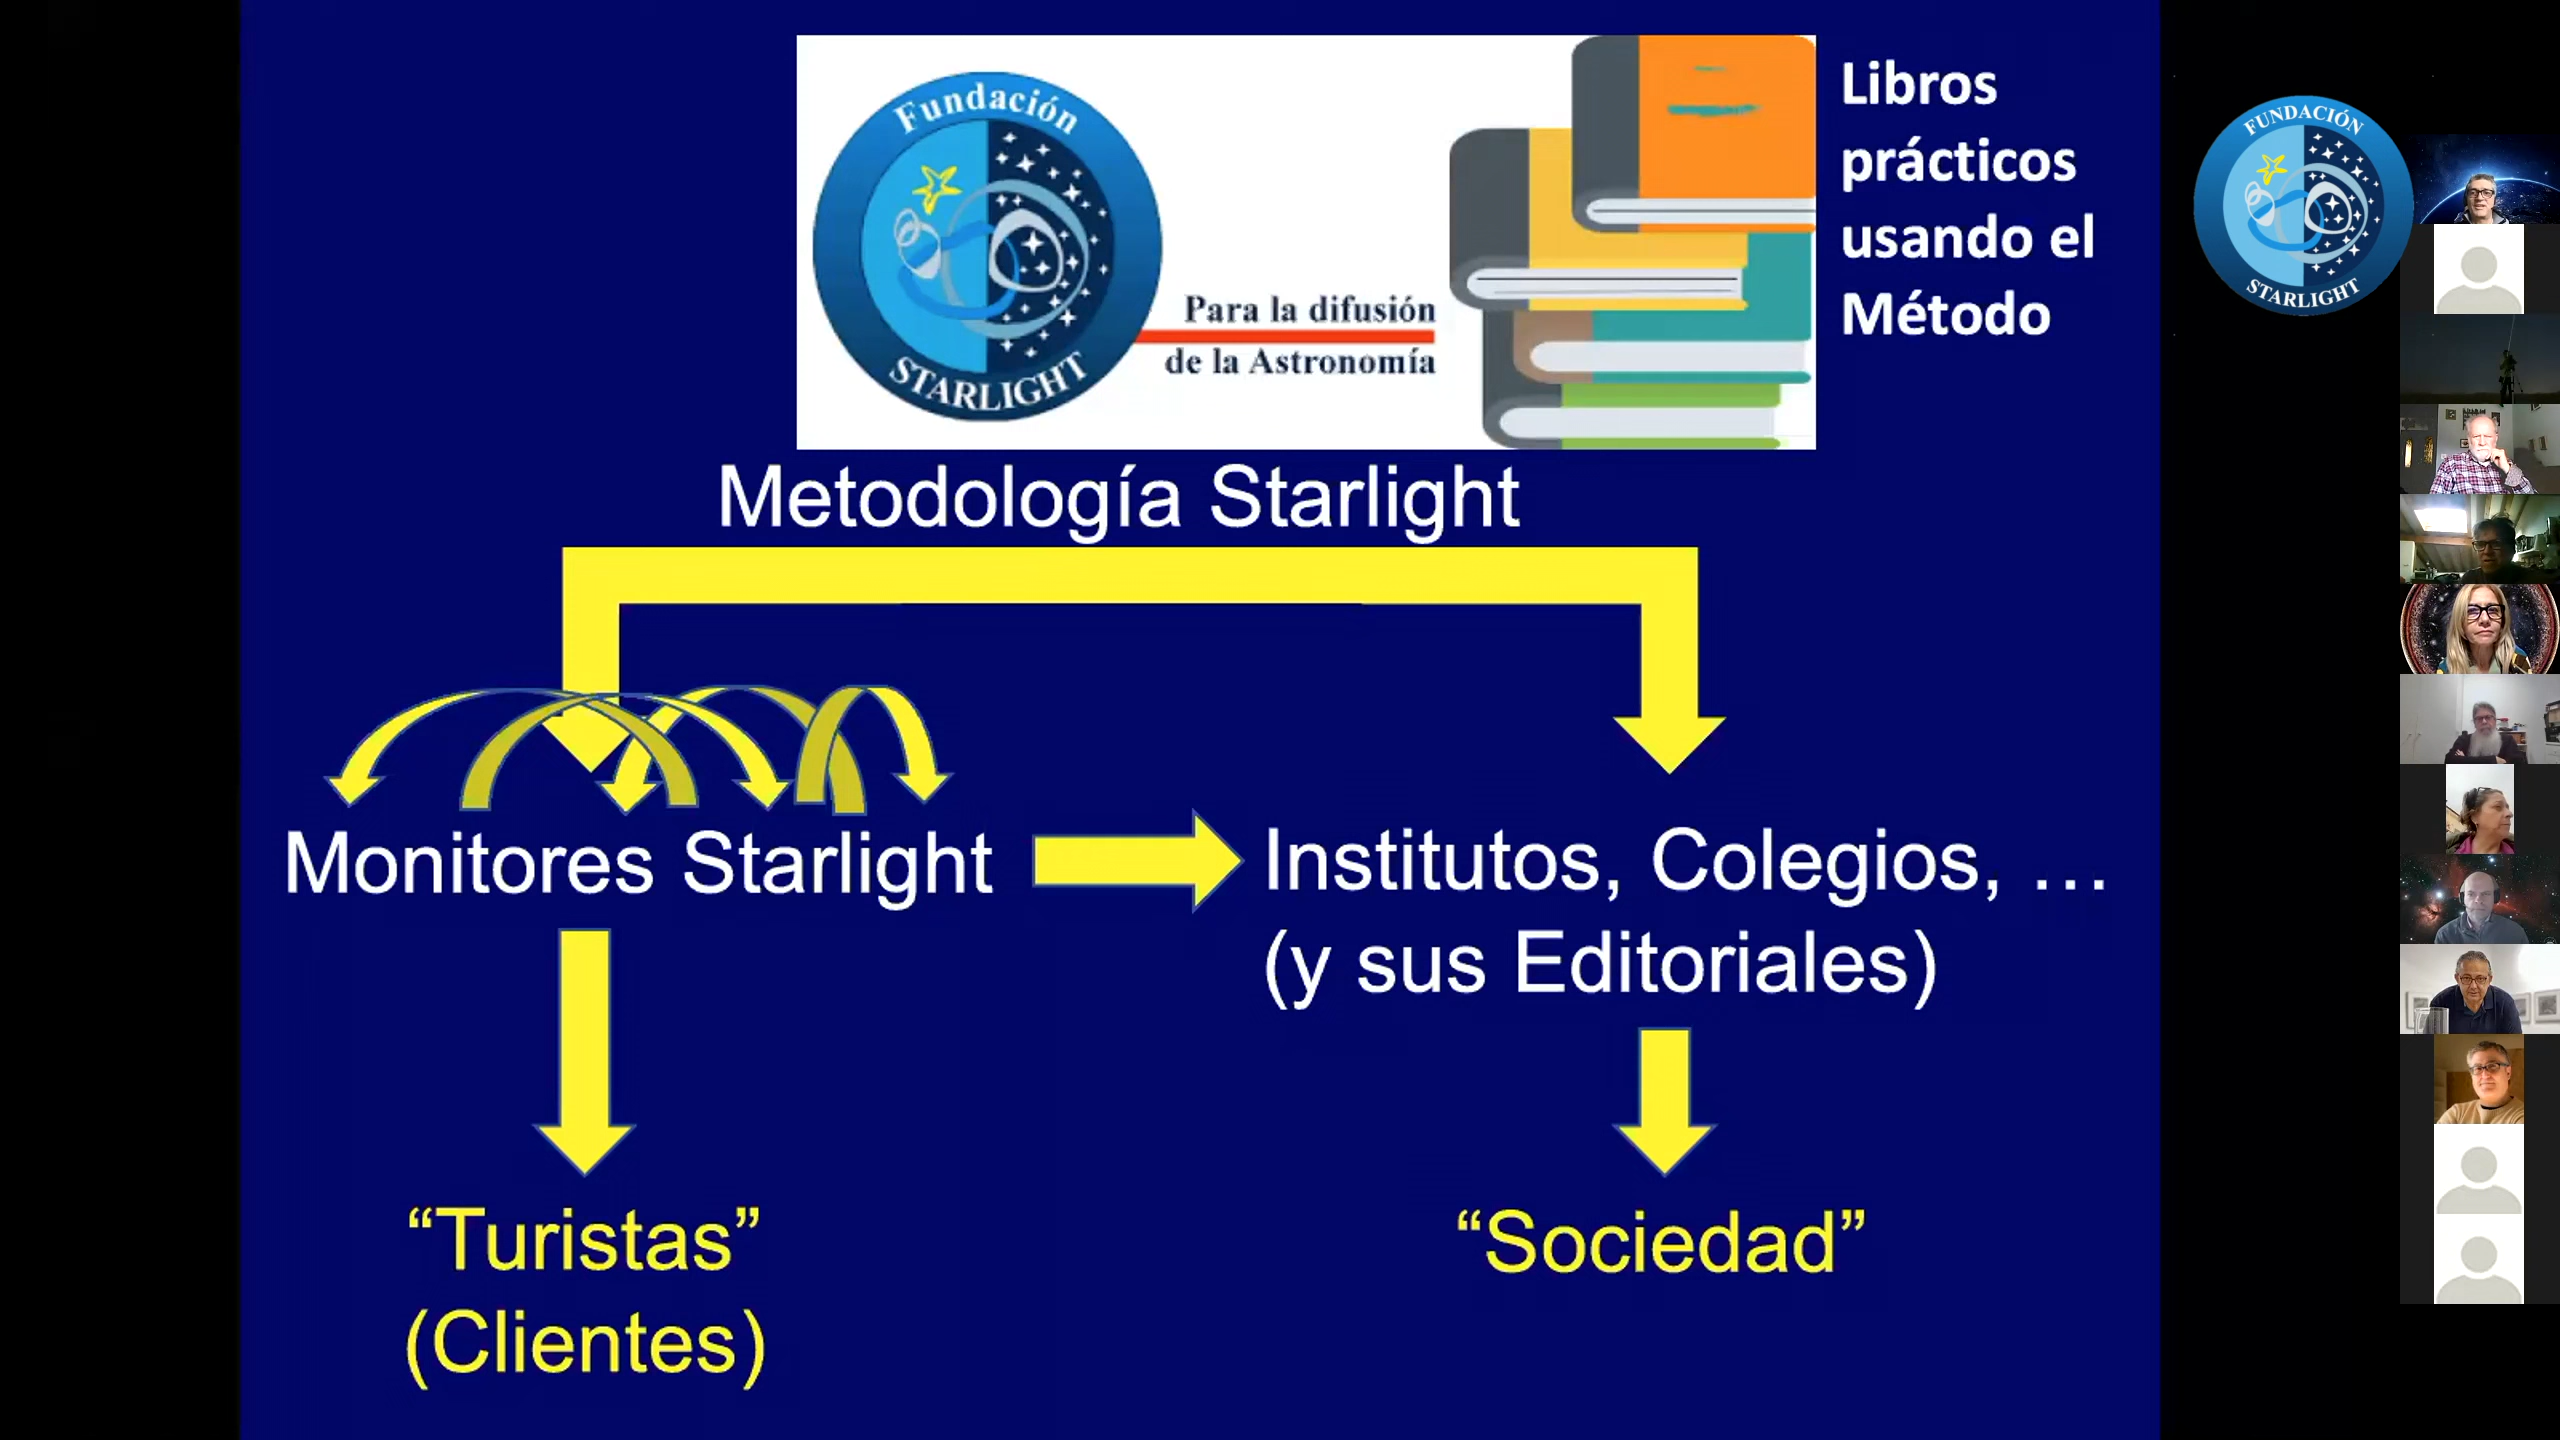 Fundación
STARLIGHT
Para la difusión
de la Astronomía
Libros
prácticos
usando el
Método
FUNDACIÓN
STARLIGHT
Metodología Starlight
Monitores Starlight
Institutos, Colegios, …
(y sus Editoriales)
“Turistas”
(Clientes)
“Sociedad”